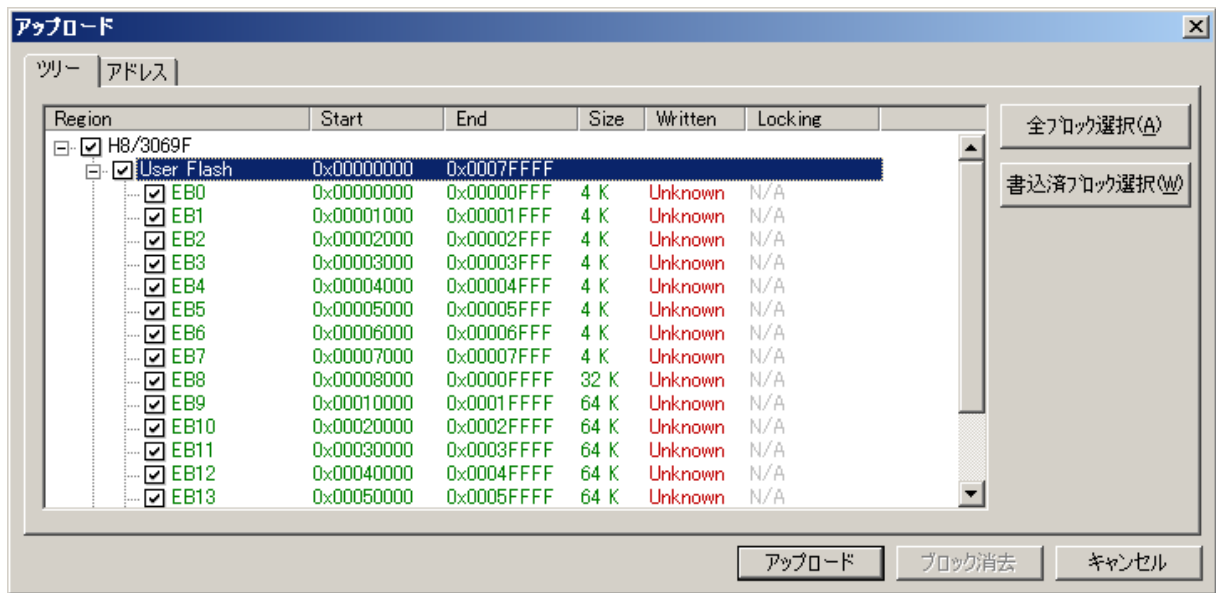 アップロード
ツリー アドレス
Region Start End Size Written Locking
H8/3069F
User Flash 0x00000000 0x0007FFFF
EB0 0x00000000 0x00000FFF 4 K Unknown N/A
EB1 0x00001000 0x00001FFF 4 K Unknown N/A
EB2 0x00002000 0x00002FFF 4 K Unknown N/A
EB3 0x00003000 0x00003FFF 4 K Unknown N/A
EB4 0x00004000 0x00004FFF 4 K Unknown N/A
EB5 0x00005000 0x00005FFF 4 K Unknown N/A
EB6 0x00006000 0x00006FFF 4 K Unknown N/A
EB7 0x00007000 0x00007FFF 4 K Unknown N/A
EB8 0x00008000 0x0000FFFF 32 K Unknown N/A
EB9 0x00010000 0x0001FFFF 64 K Unknown N/A
EB10 0x00020000 0x0002FFFF 64 K Unknown N/A
EB11 0x00030000 0x0003FFFF 64 K Unknown N/A
EB12 0x00040000 0x0004FFFF 64 K Unknown N/A
EB13 0x00050000 0x0005FFFF 64 K Unknown N/A
全ブロック選択(A)
書込済ブロック選択(W)
アップロード ブロック消去 キャンセル